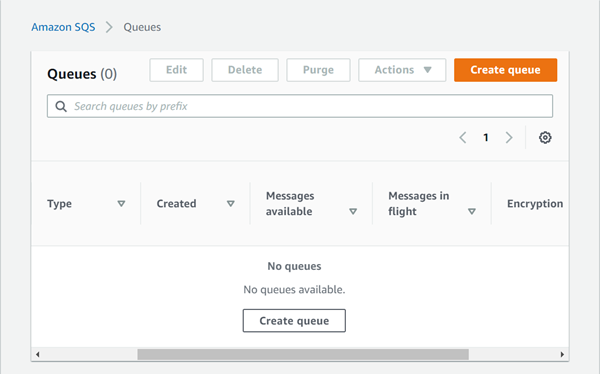 Amazon SQS > Queues
Queues (0) Edit Delete Purge Actions Create queue
Search queues by prefix
1
Type Created Messages available Messages in flight Encryption
No queues
No queues available.
Create queue